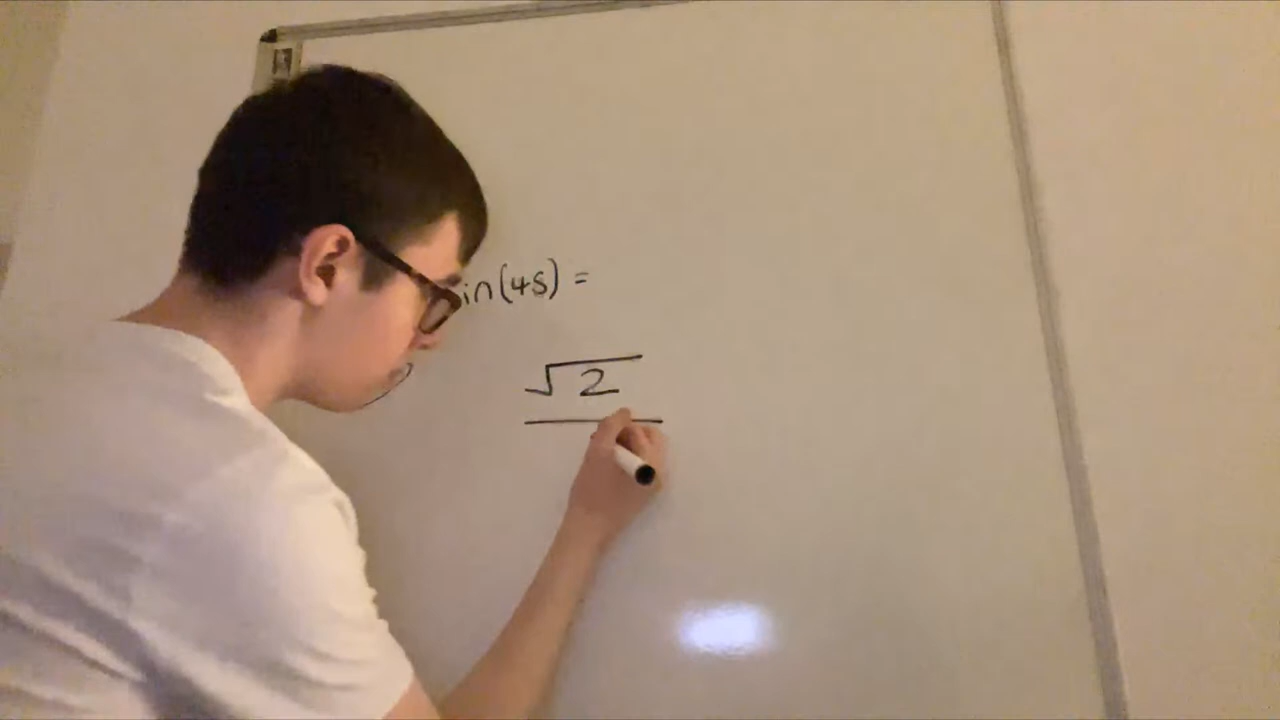 in(45) =
√2